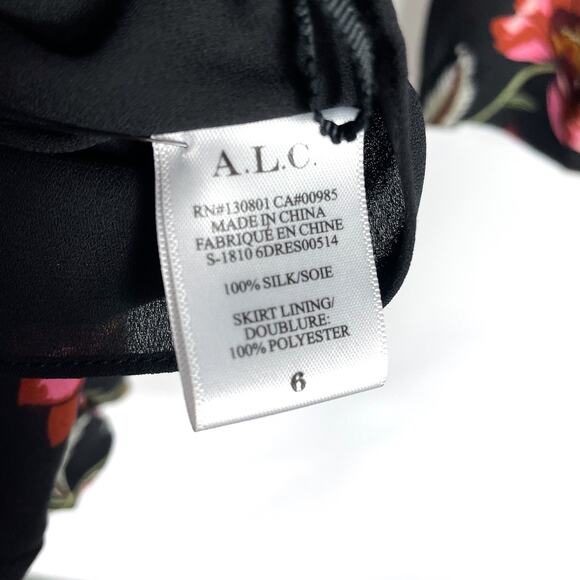 A.L.C.
RN#130801 CA#00985
MADE IN CHINA
FABRIQUÉ EN CHINE
S-1810 6DRES00514
100% SILK/SOIE
SKIRT LINING/
DOUBLURE:
100% POLYESTER
6